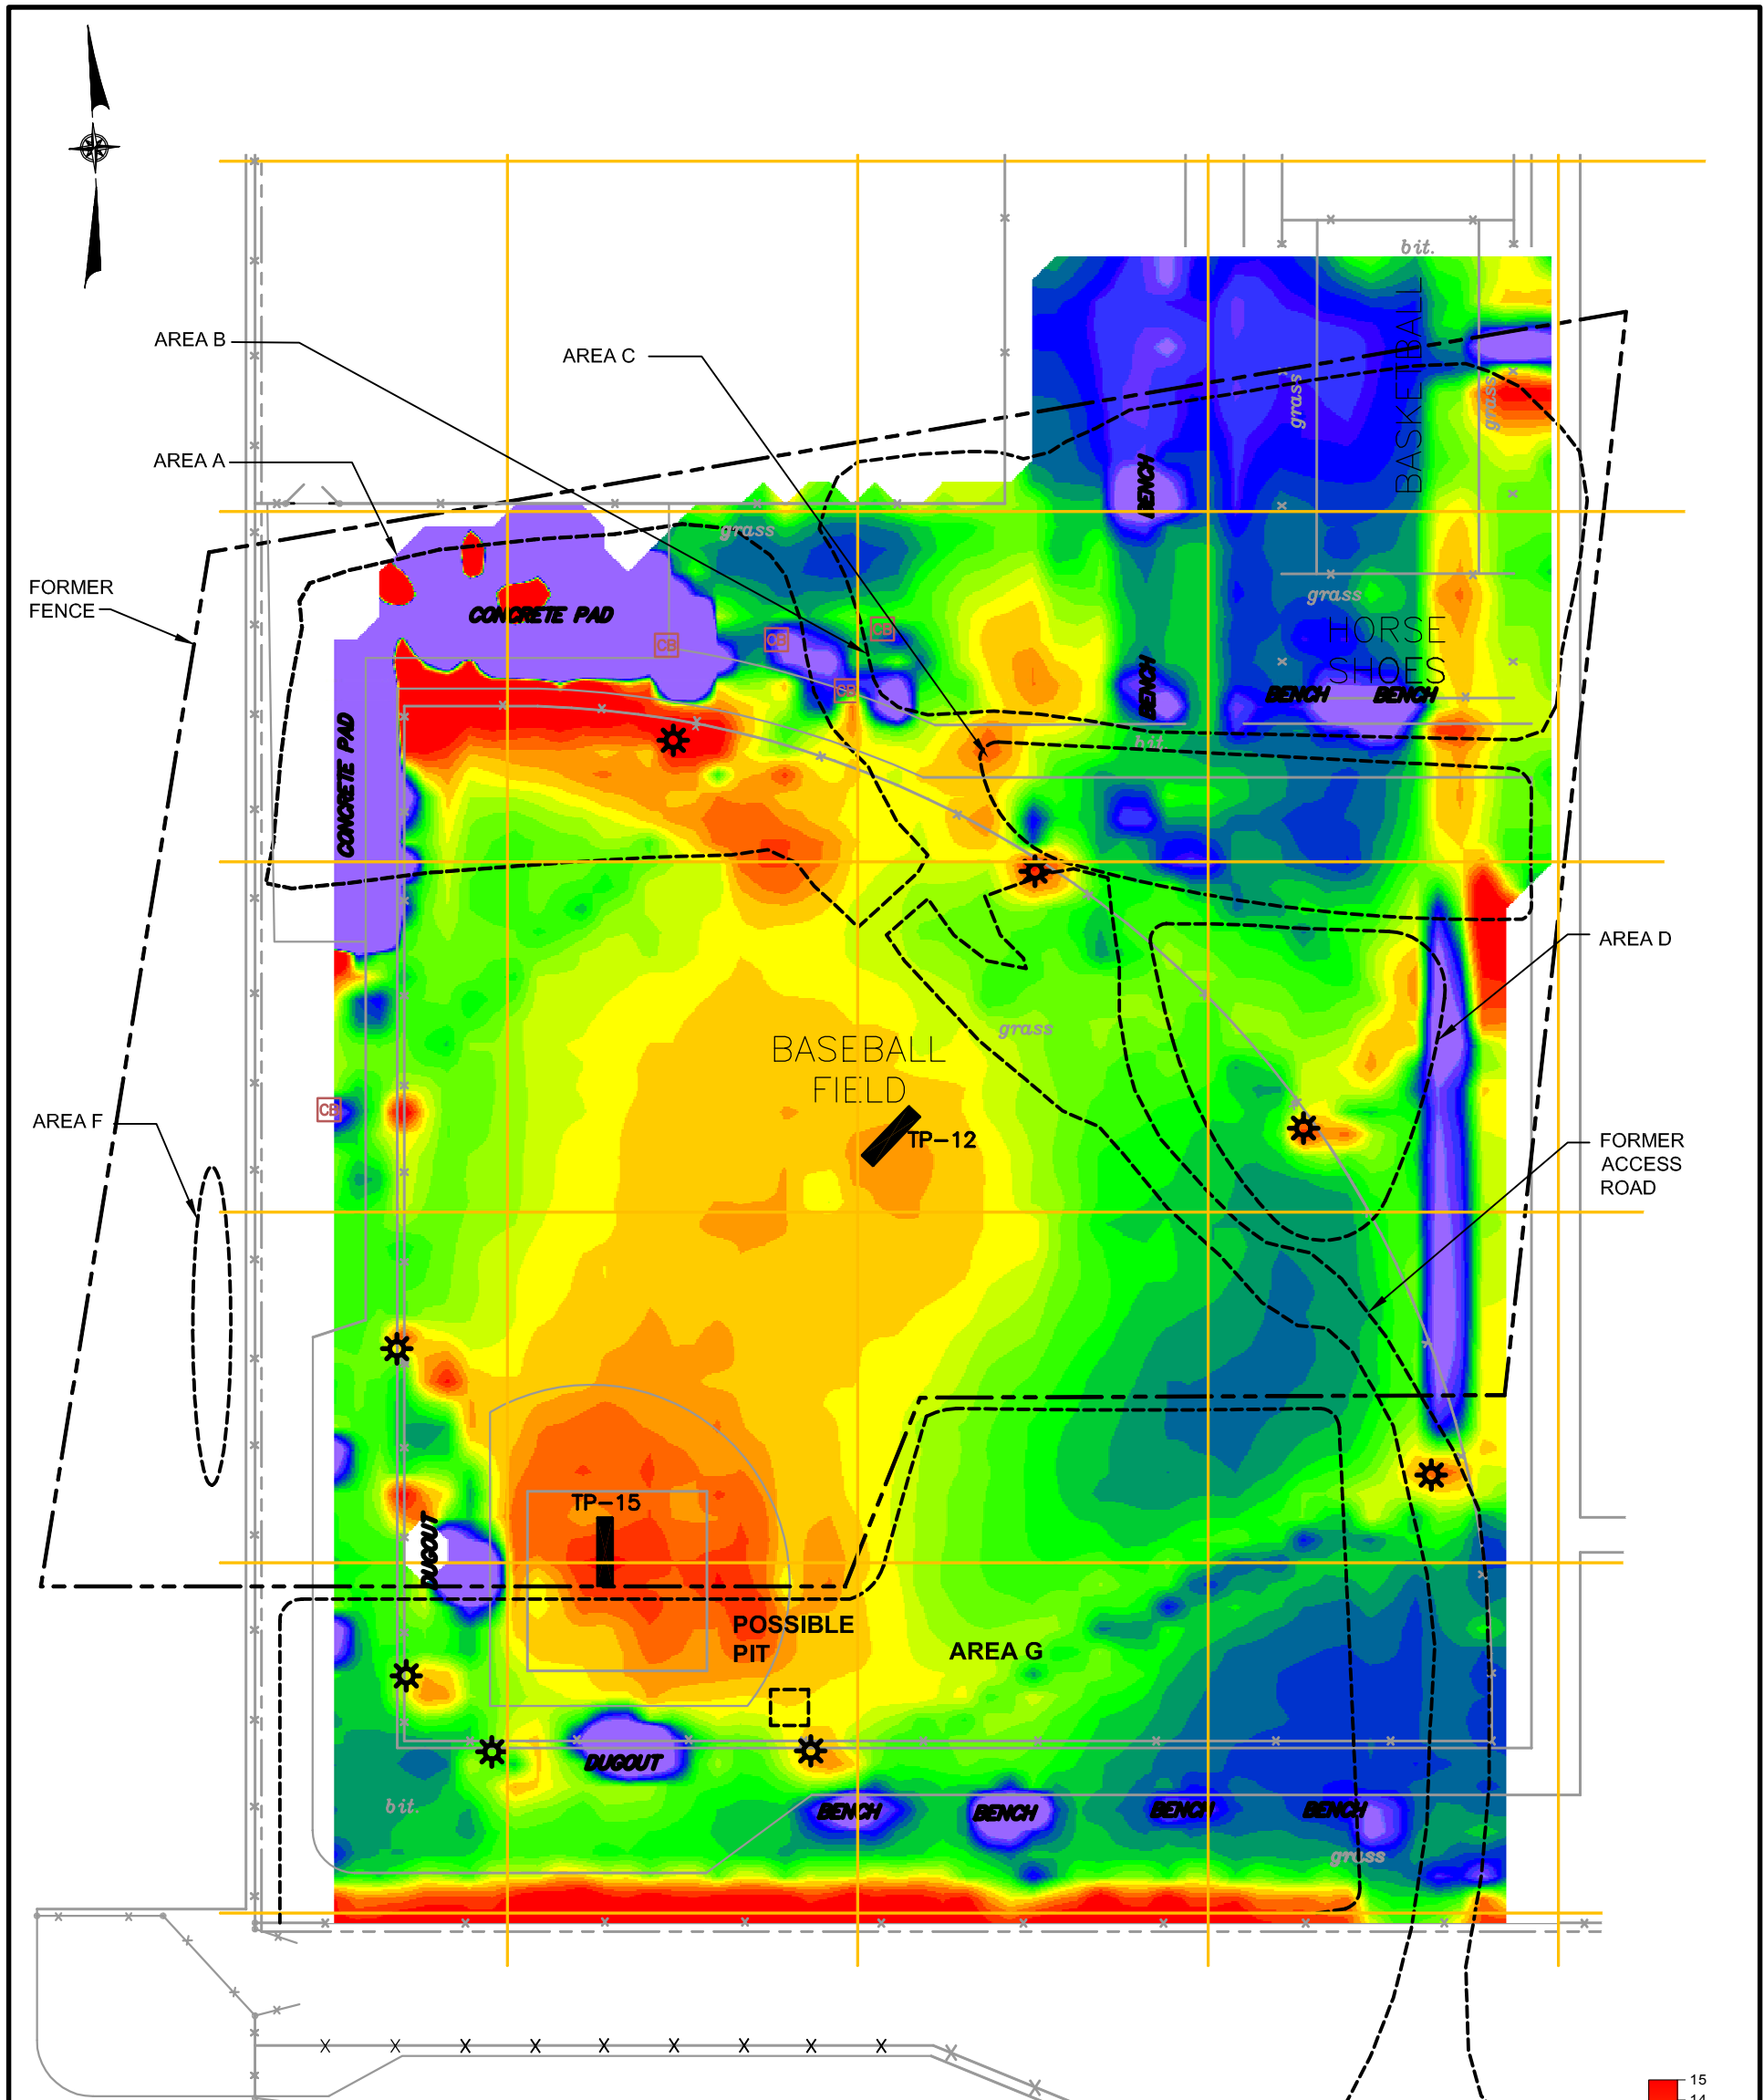 bit.
AREA B
AREA C
BASKETBALL
grass
grass
AREA A
BENCH
grass
FORMER
FENCE
CONCRETE PAD
grass
CB
CB
CB
CB
HORSE
SHOES
BENCH
BENCH
BENCH
bit.
CONCRETE PAD
AREA D
grass
BASEBALL
FIELD
CB
AREA F
TP-12
FORMER
ACCESS
ROAD
TP-15
DUGOUT
POSSIBLE
PIT
AREA G
DUGOUT
bit.
BENCH
BENCH
BENCH
BENCH
grass
15
14